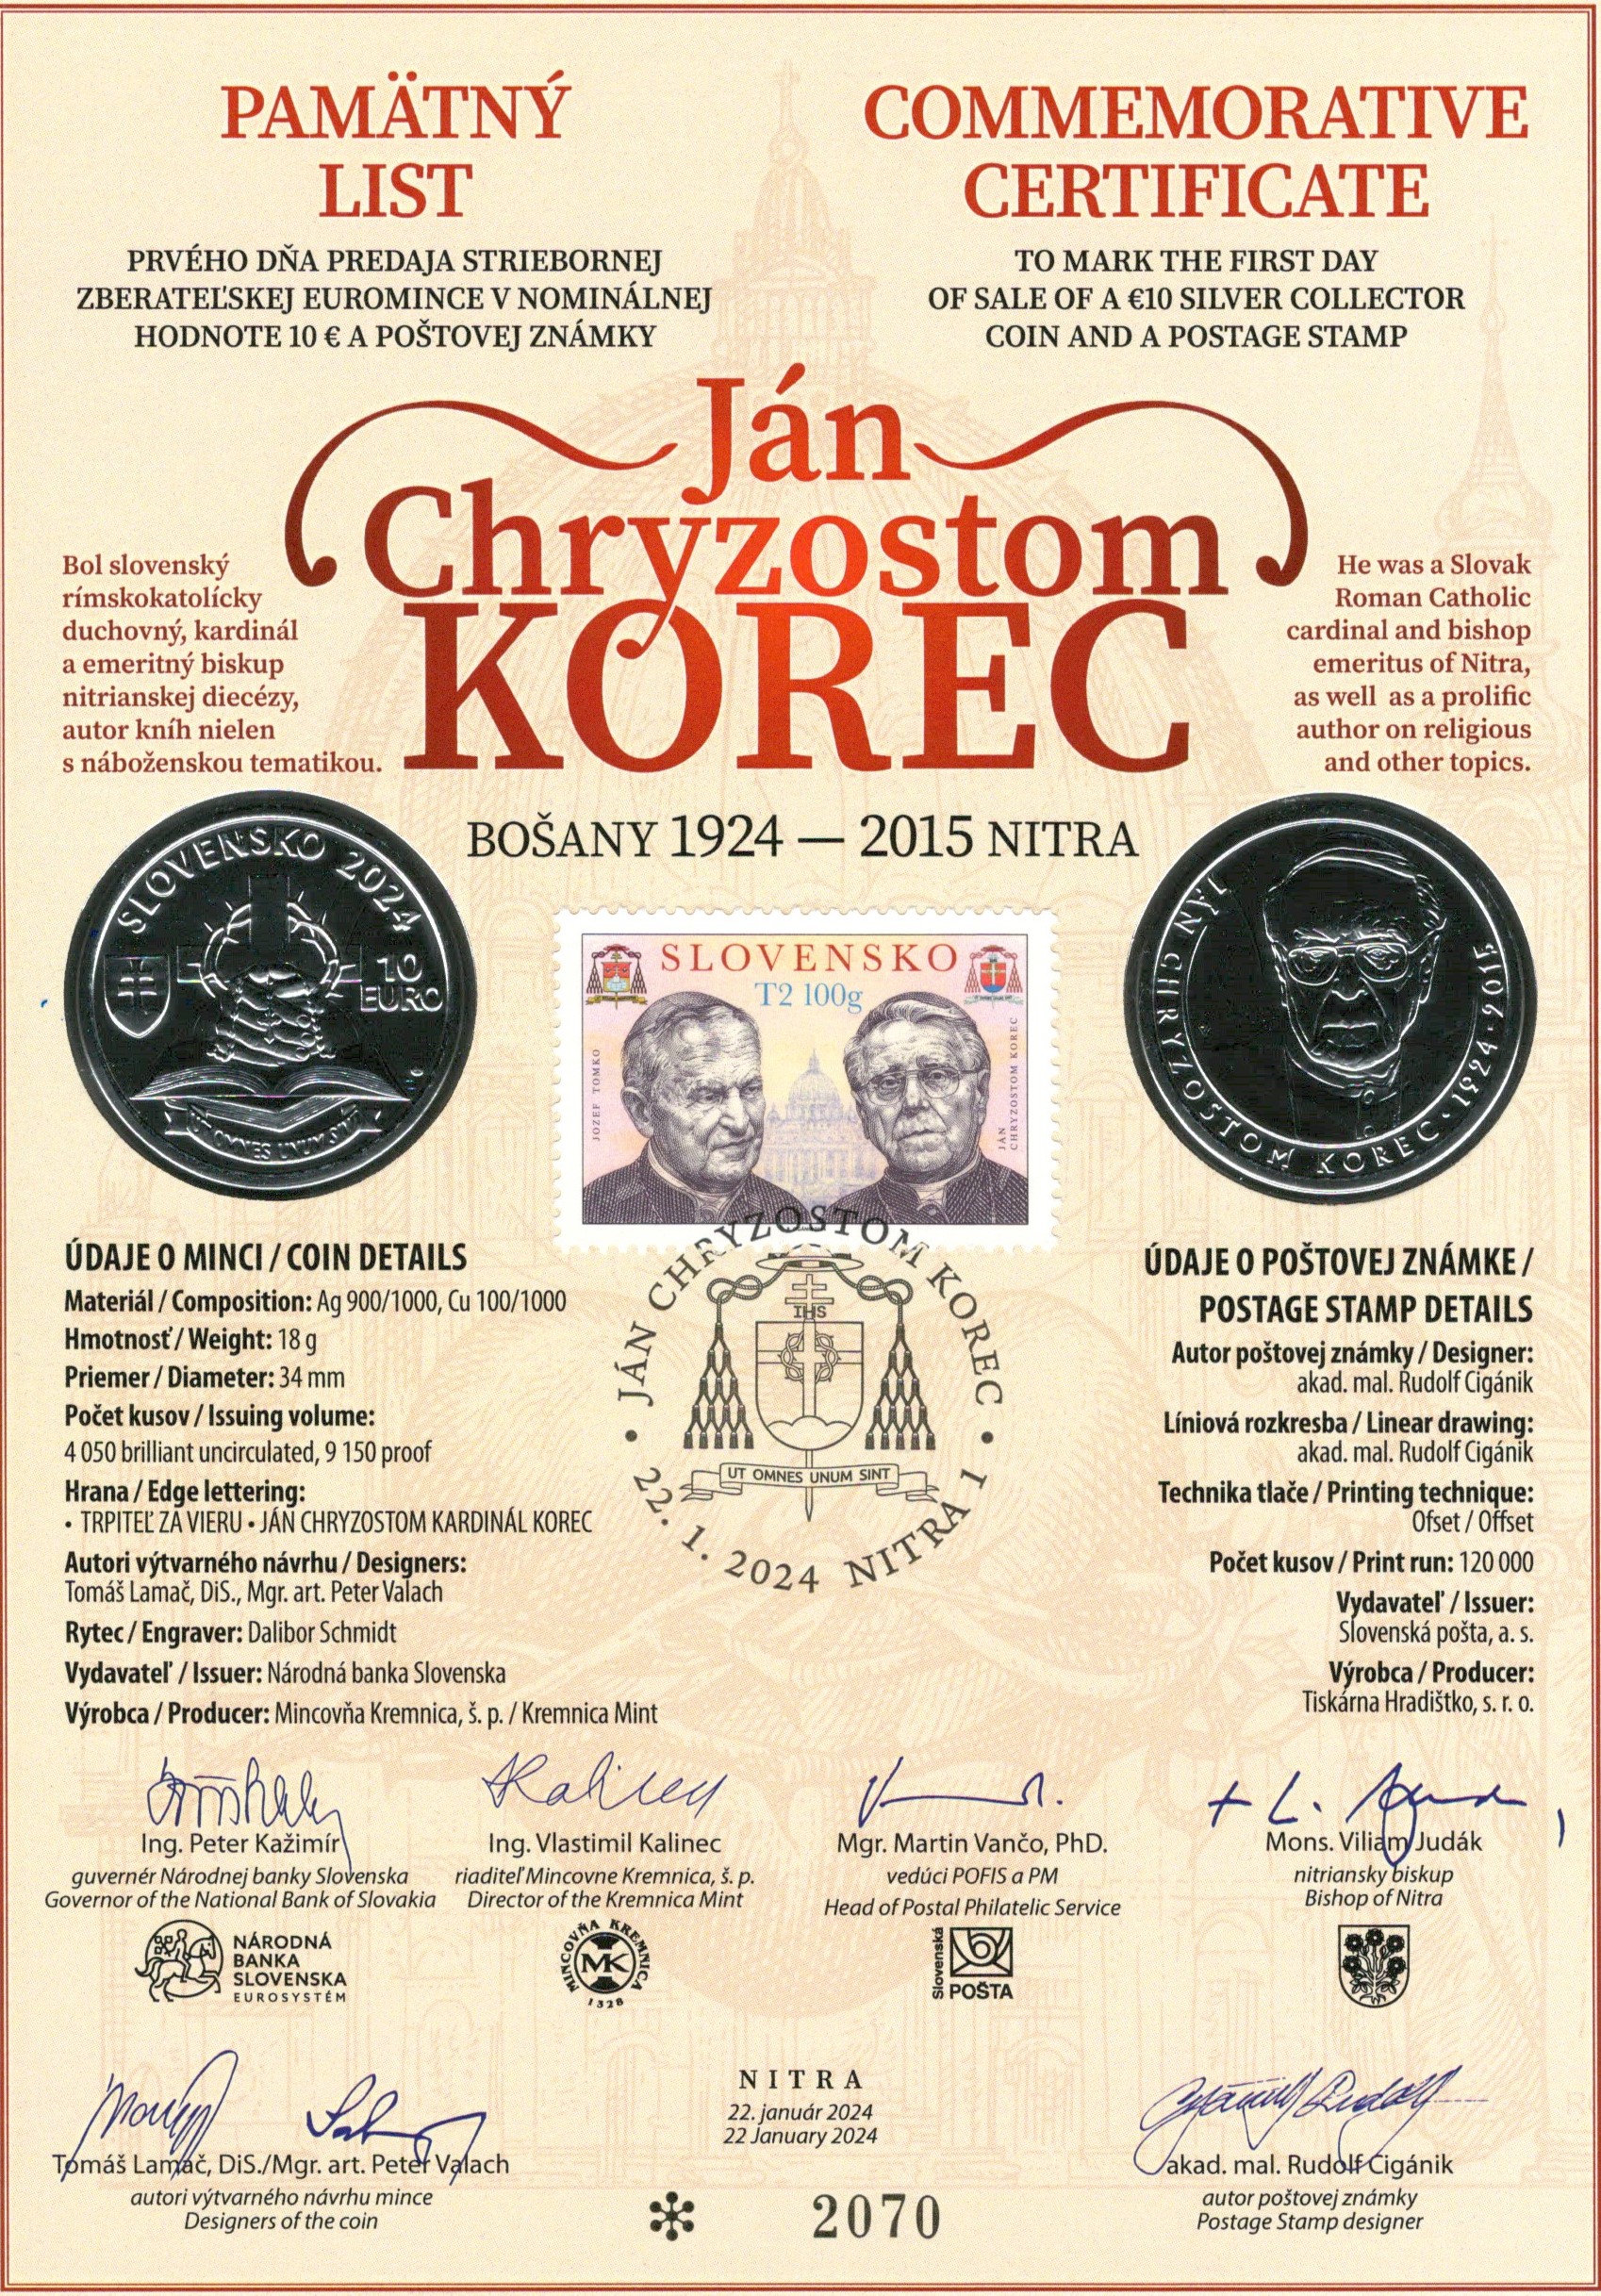 PAMÄTNÝ
LIST
PRVÉHO DŇA PREDAJA STRIEBORNEJ
ZBERATEĽSKEJ EUROMINCE V NOMINÁLNEJ
HODNOTE 10 € A POŠTOVEJ ZNÁMKY
COMMEMORATIVE
CERTIFICATE
TO MARK THE FIRST DAY
OF SALE OF A €10 SILVER COLLECTOR
COIN AND A POSTAGE STAMP
Ján
Chryzostom
KOREC
Bol slovenský
rímskokatolícky
duchovný, kardinál
a emeritný biskup
nitrianskej diecézy,
autor kníh nielen
s náboženskou tematikou.
He was a Slovak
Roman Catholic
cardinal and bishop
emeritus of Nitra,
as well as a prolific
author on religious
and other topics.
BOŠANY 1924 — 2015 NITRA
SLOVENSKO 2024
10
EURO
UT OMNES UNUM SINT
SLOVENSKO
T2 100g
JOZEF TOMKO
JÁN
CHRYZOSTOM KOREC
JÁN CHRYZOSTOM KOREC · 1924 - 2015
ÚDAJE O MINCI / COIN DETAILS
Materiál / Composition: Ag 900/1000, Cu 100/1000
Hmotnosť / Weight: 18 g
Priemer / Diameter: 34 mm
Počet kusov / Issuing volume:
4 050 brilliant uncirculated, 9 150 proof
Hrana / Edge lettering:
• TRPITEĽ ZA VIERU • JÁN CHRYZOSTOM KARDINÁL KOREC
Autori výtvarného návrhu / Designers:
Tomáš Lamač, DiS., Mgr. art. Peter Valach
Rytec / Engraver: Dalibor Schmidt
Vydavateľ / Issuer: Národná banka Slovenska
Výrobca / Producer: Mincovňa Kremnica, š. p. / Kremnica Mint
• JÁN CHRYZOSTOM KOREC •
IHS
UT OMNES UNUM SINT
22. 1. 2024 NITRA 1
ÚDAJE O POŠTOVEJ ZNÁMKE /
POSTAGE STAMP DETAILS
Autor poštovej známky / Designer:
akad. mal. Rudolf Cigánik
Líniová rozkresba / Linear drawing:
akad. mal. Rudolf Cigánik
Technika tlače / Printing technique:
Ofset / Offset
Počet kusov / Print run: 120 000
Vydavateľ / Issuer:
Slovenská pošta, a. s.
Výrobca / Producer:
Tiskárna Hradištko, s. r. o.
Ing. Peter Kažimír
guvernér Národnej banky Slovenska
Governor of the National Bank of Slovakia
NÁRODNÁ
BANKA
SLOVENSKA
EUROSYSTÉM
Kalinec
Ing. Vlastimil Kalinec
riaditeľ Mincovne Kremnica, š. p.
Director of the Kremnica Mint
MINCOVŇA KREMNICA
MK
1328
Mgr. Martin Vančo, PhD.
vedúci POFIS a PM
Head of Postal Philatelic Service
Slovenská
POŠTA
Mons. Viliam Judák
nitriansky biskup
Bishop of Nitra
Tomáš Lamač, DiS./Mgr. art. Peter Valach
autori výtvarného návrhu mince
Designers of the coin
NITRA
22. január 2024
22 January 2024
2070
akad. mal. Rudolf Cigánik
autor poštovej známky
Postage Stamp designer